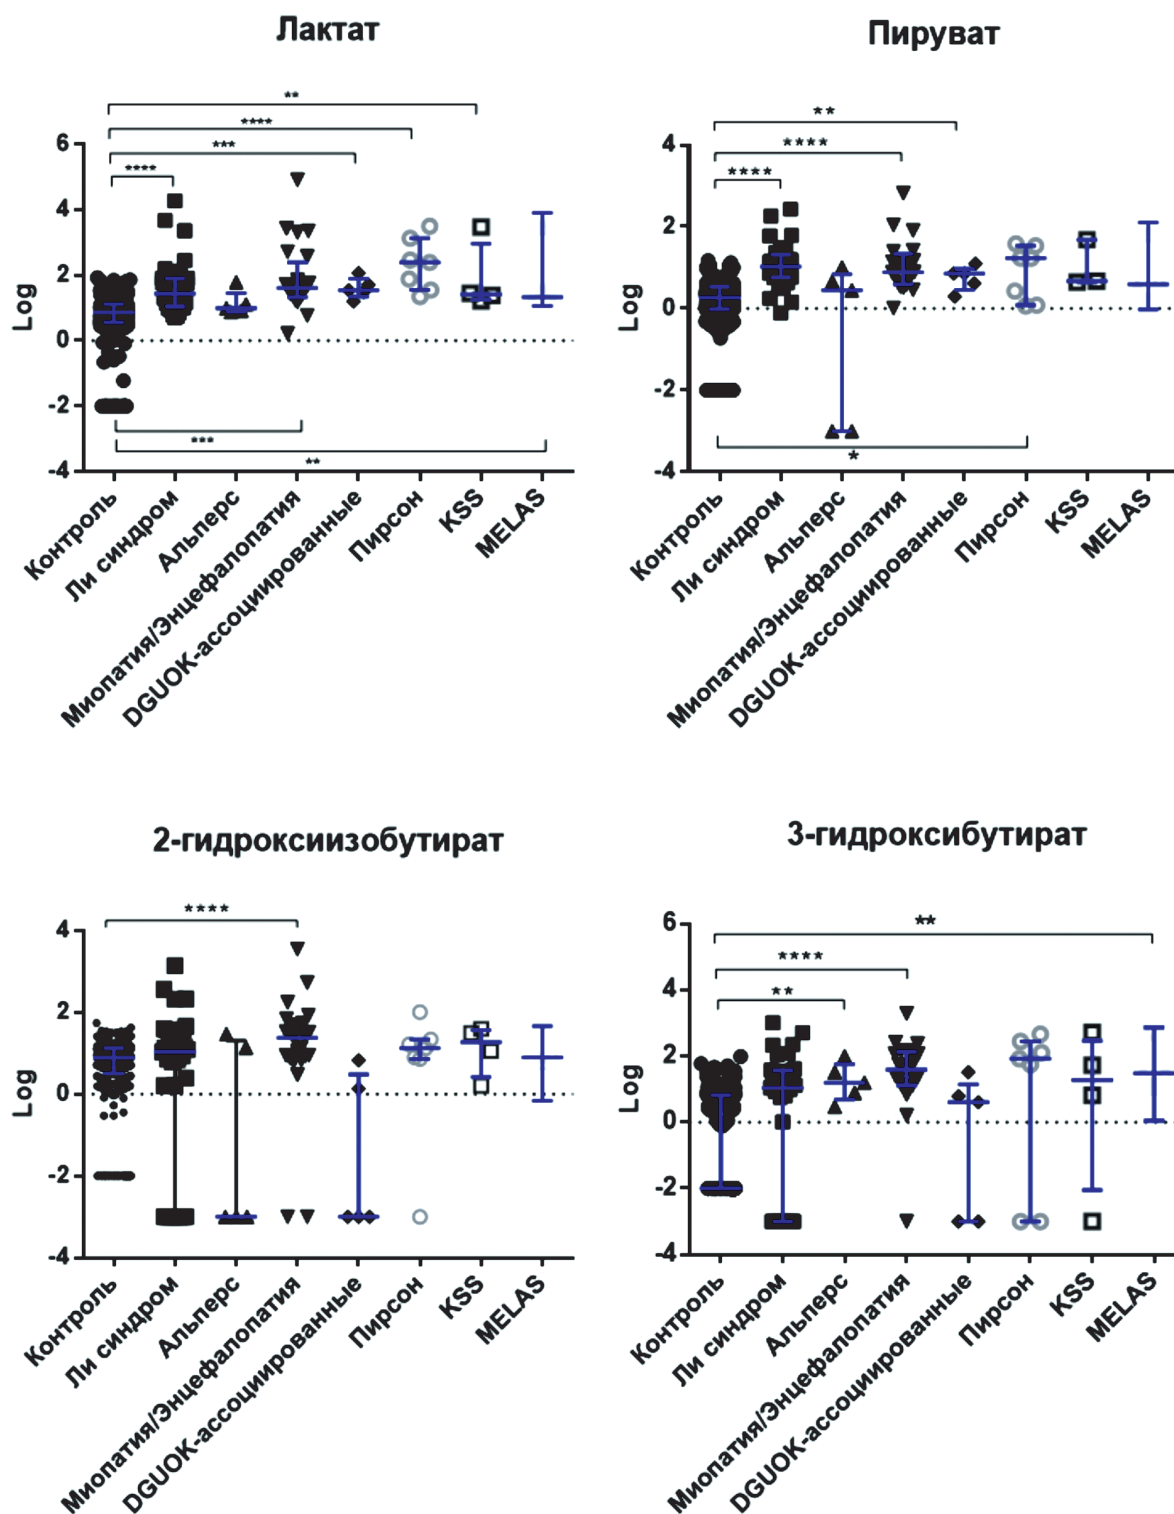 Лактат
**
****
***
****
6
4
2
0
-2
-4
Log
***
**
Контроль
Ли синдром
Альперс
Миопатия/Энцефалопатия
DGUOK-ассоциированные
Пирсон
KSS
MELAS
Пируват
**
****
****
4
2
0
-2
-4
Log
*
Контроль
Ли синдром
Альперс
Миопатия/Энцефалопатия
DGUOK-ассоциированные
Пирсон
KSS
MELAS
2-гидроксиизобутират
****
4
2
0
-2
-4
Log
Контроль
Ли синдром
Альперс
Миопатия/Энцефалопатия
DGUOK-ассоциированные
Пирсон
KSS
MELAS
3-гидроксибутират
**
****
**
6
4
2
0
-2
-4
Log
Контроль
Ли синдром
Альперс
Миопатия/Энцефалопатия
DGUOK-ассоциированные
Пирсон
KSS
MELAS